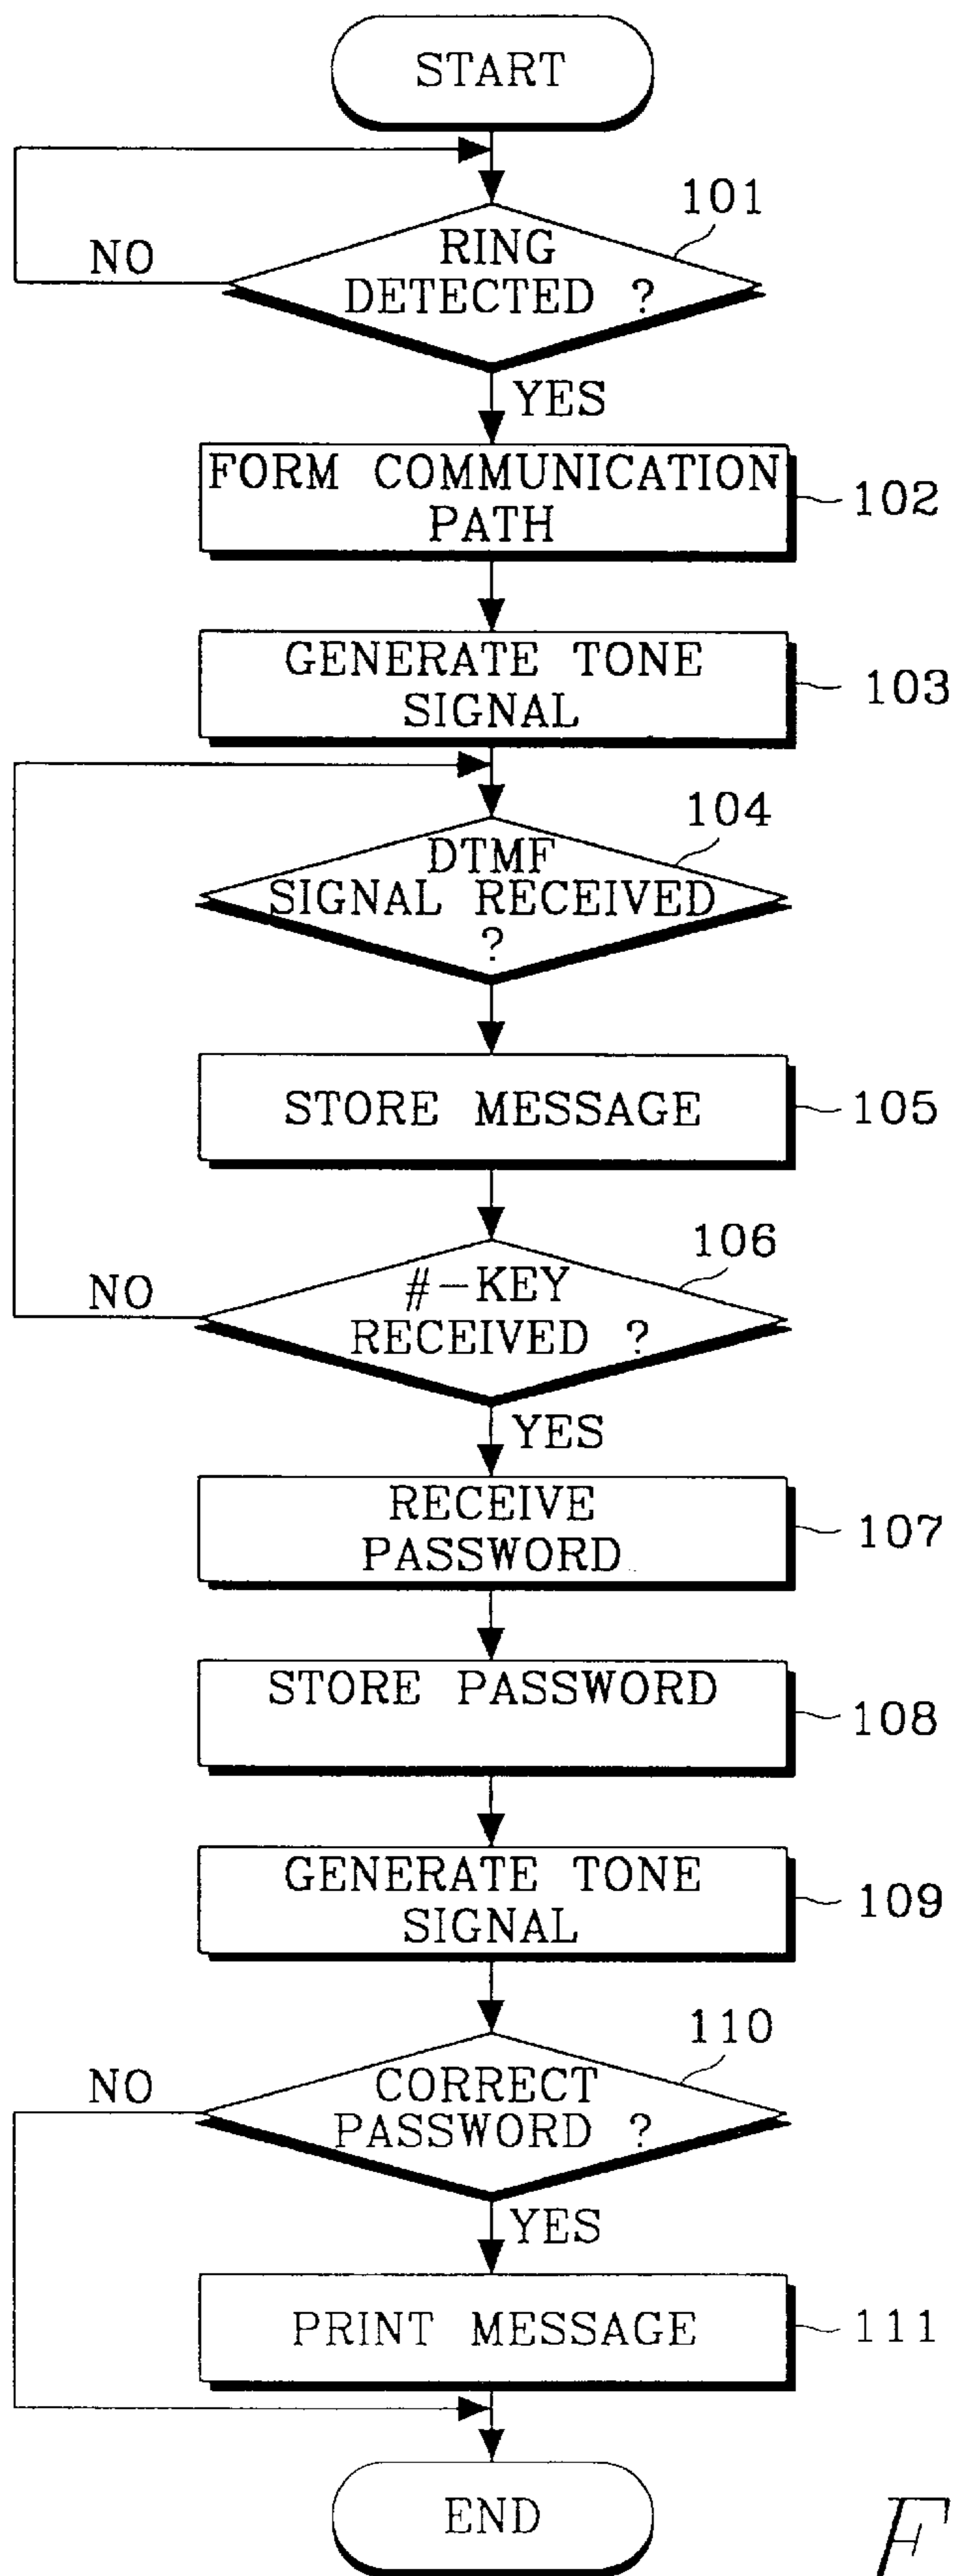 START
101
RING
DETECTED ?
NO
YES
FORM COMMUNICATION
PATH
102
GENERATE TONE
SIGNAL
103
104
DTMF
SIGNAL RECEIVED
?
STORE MESSAGE
105
106
#-KEY
RECEIVED ?
NO
YES
RECEIVE
PASSWORD
107
STORE PASSWORD
108
GENERATE TONE
SIGNAL
109
110
CORRECT
PASSWORD ?
NO
YES
PRINT MESSAGE
111
END
F